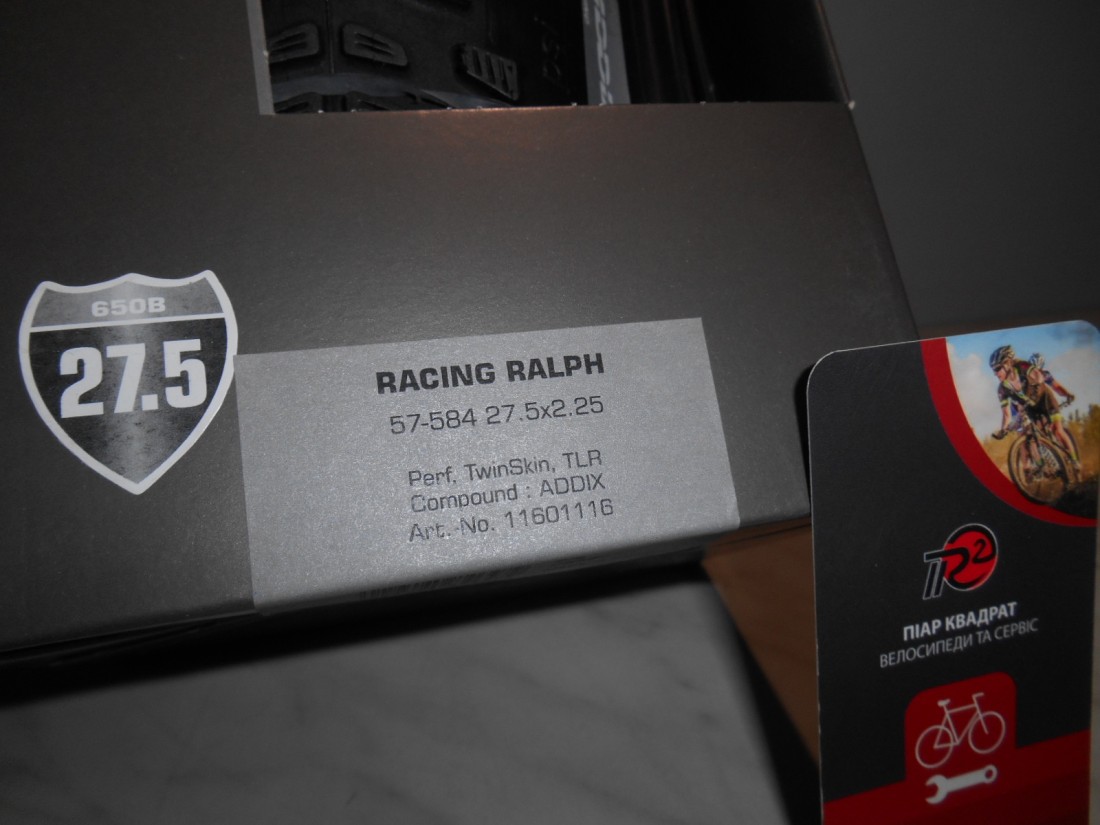 650B
27.5
RACING RALPH
57-584 27.5x2.25
Perf, TwinSkin, TLR
Compound : ADDIX
Art. No. 11601116
ПR2
ПІАР КВАДРАТ
ВЕЛОСИПЕДИ ТА СЕРВІС